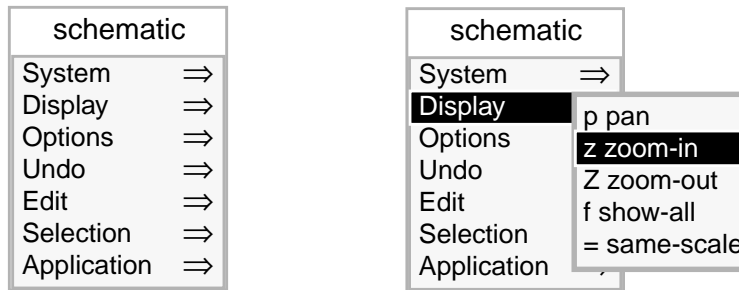 schematic
System ⇒
Display ⇒
Options ⇒
Undo ⇒
Edit ⇒
Selection ⇒
Application ⇒
schematic
System ⇒
Display
Options
Undo
Edit
Selection
Application
p pan
z zoom-in
Z zoom-out
f show-all
= same-scale